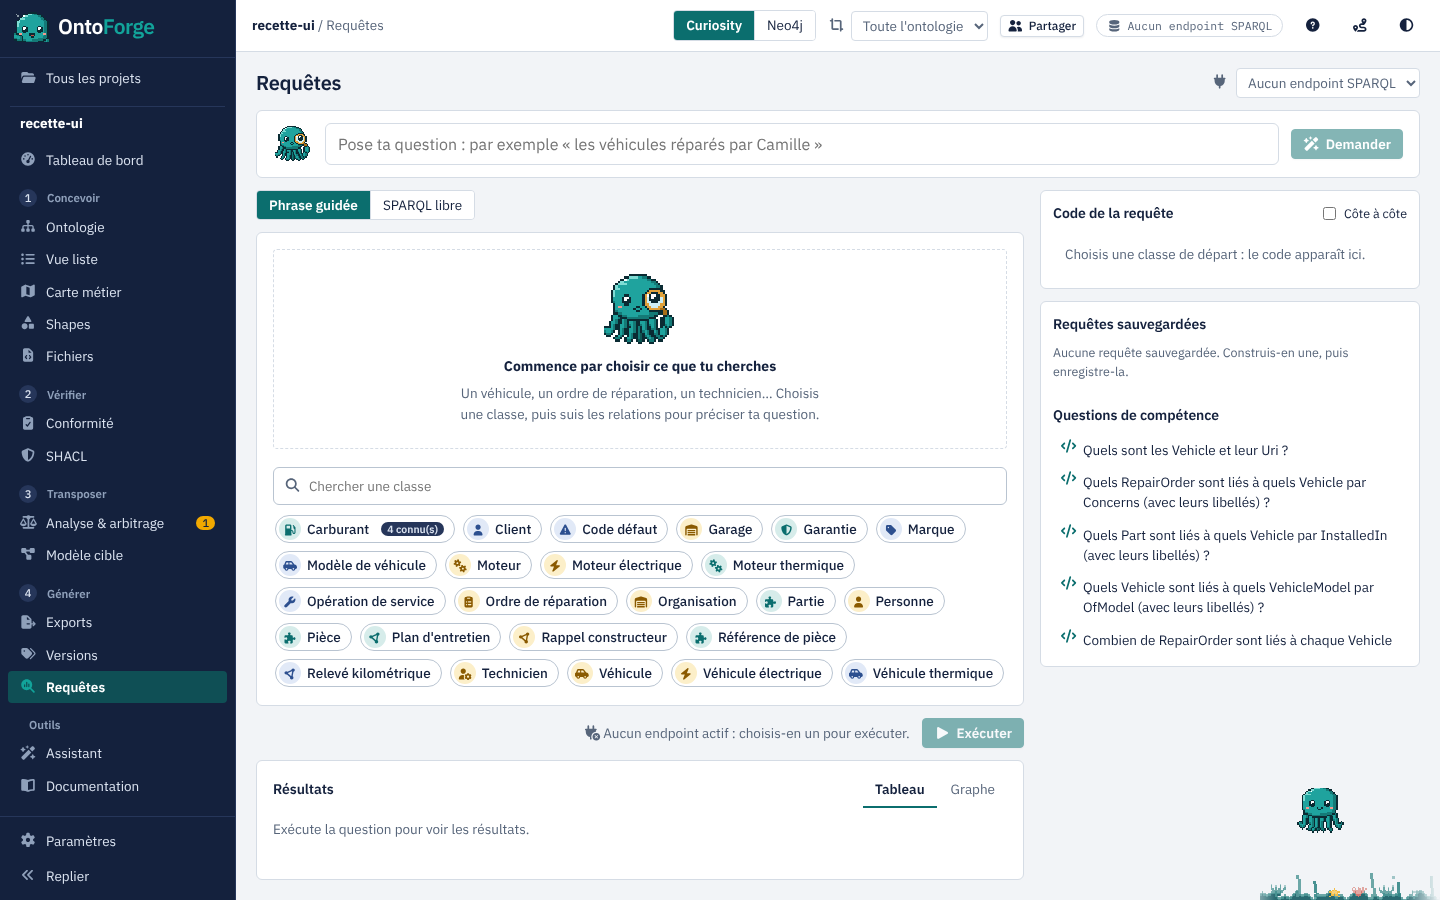 OntoForge
Tous les projets
recette-ui
Tableau de bord
1 Concevoir
Ontologie
Vue liste
Carte métier
Shapes
Fichiers
2 Vérifier
Conformité
SHACL
3 Transposer
Analyse & arbitrage 1
Modèle cible
4 Générer
Exports
Versions
Requêtes
Outils
Assistant
Documentation
Paramètres
Replier
recette-ui / Requêtes
Curiosity Neo4j
Toute l'ontologie
Partager
Aucun endpoint SPARQL
Requêtes
Aucun endpoint SPARQL
Pose ta question : par exemple « les véhicules réparés par Camille »
Demander
Phrase guidée SPARQL libre
Commence par choisir ce que tu cherches
Un véhicule, un ordre de réparation, un technicien… Choisis
une classe, puis suis les relations pour préciser ta question.
Chercher une classe
Carburant 4 connu(s) Client Code défaut Garage Garantie Marque
Modèle de véhicule Moteur Moteur électrique Moteur thermique
Opération de service Ordre de réparation Organisation Partie Personne
Pièce Plan d'entretien Rappel constructeur Référence de pièce
Relevé kilométrique Technicien Véhicule Véhicule électrique Véhicule thermique
Aucun endpoint actif : choisis-en un pour exécuter.
Exécuter
Résultats
Tableau Graphe
Exécute la question pour voir les résultats.
Code de la requête
Côte à côte
Choisis une classe de départ : le code apparaît ici.
Requêtes sauvegardées
Aucune requête sauvegardée. Construis-en une, puis
enregistre-la.
Questions de compétence
Quels sont les Vehicle et leur Uri ?
Quels RepairOrder sont liés à quels Vehicle par
Concerns (avec leurs libellés) ?
Quels Part sont liés à quels Vehicle par InstalledIn
(avec leurs libellés) ?
Quels Vehicle sont liés à quels VehicleModel par
OfModel (avec leurs libellés) ?
Combien de RepairOrder sont liés à chaque Vehicle